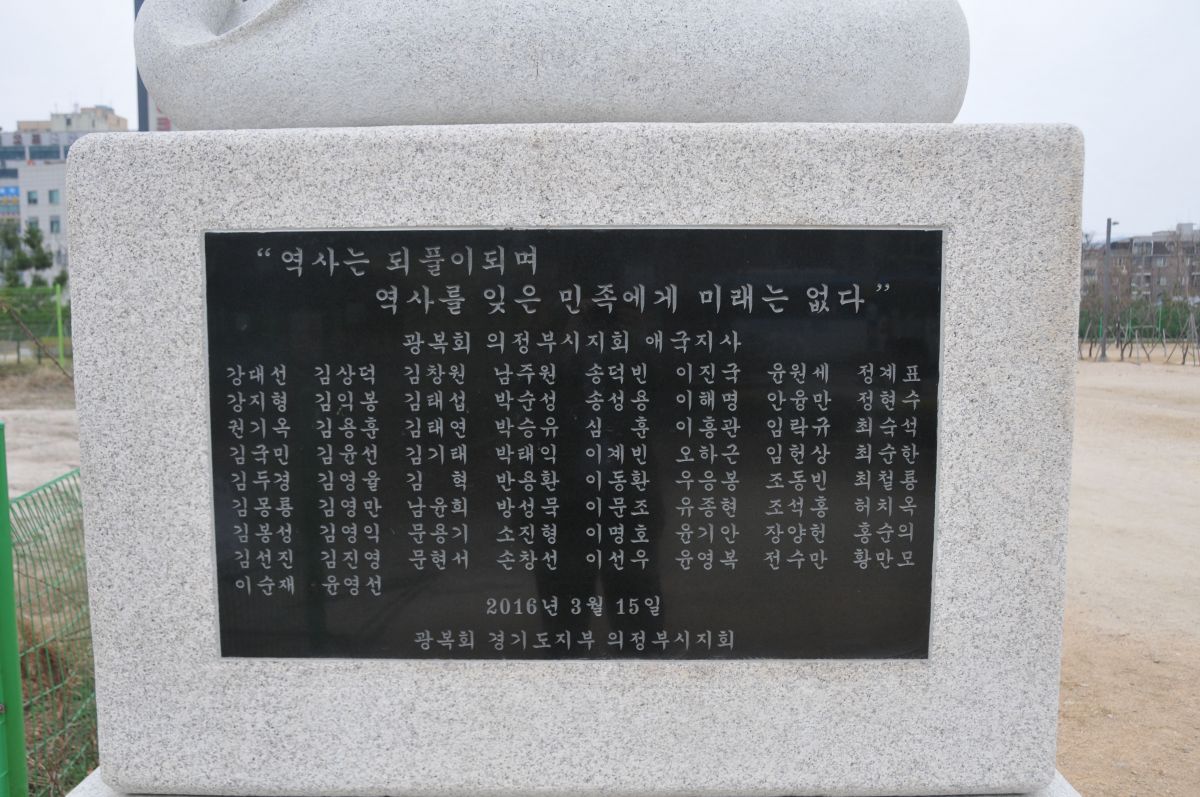 “역사는 되풀이되며
역사를 잊은 민족에게 미래는 없다”
광복회 의정부시지회 애국지사
강대선 김상덕 김창원 남주원 송덕빈 이진국 윤원세 정계표
강지형 김익봉 김태섭 박순성 송성용 이해명 안융만 정현수
권기옥 김용훈 김태연 박승유 심 훈 이흥관 임락규 최숙석
김국민 김윤선 김기태 박태익 이계빈 오하근 임헌상 최순한
김두경 김영율 김 혁 반용환 이동환 우응봉 조동빈 최철룡
김몽룡 김영만 남윤희 방성묵 이문조 유종현 조석홍 허치옥
김봉성 김영익 문용기 소진형 이명호 윤기안 장양헌 홍순의
김선진 김진영 문현서 손창선 이선우 윤영복 전수만 황만모
이순재 윤영선
2016년 3월 15일
광복회 경기도지부 의정부시지회